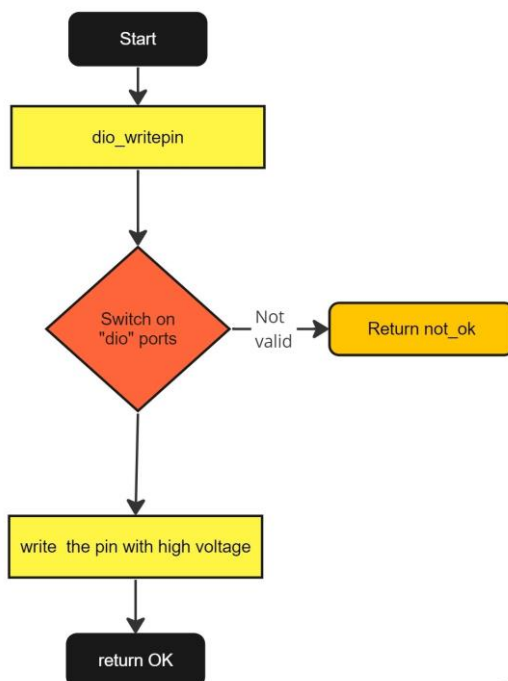 Start
dio_writepin
Switch on
"dio" ports
Not
valid
Return not_ok
write the pin with high voltage
return OK